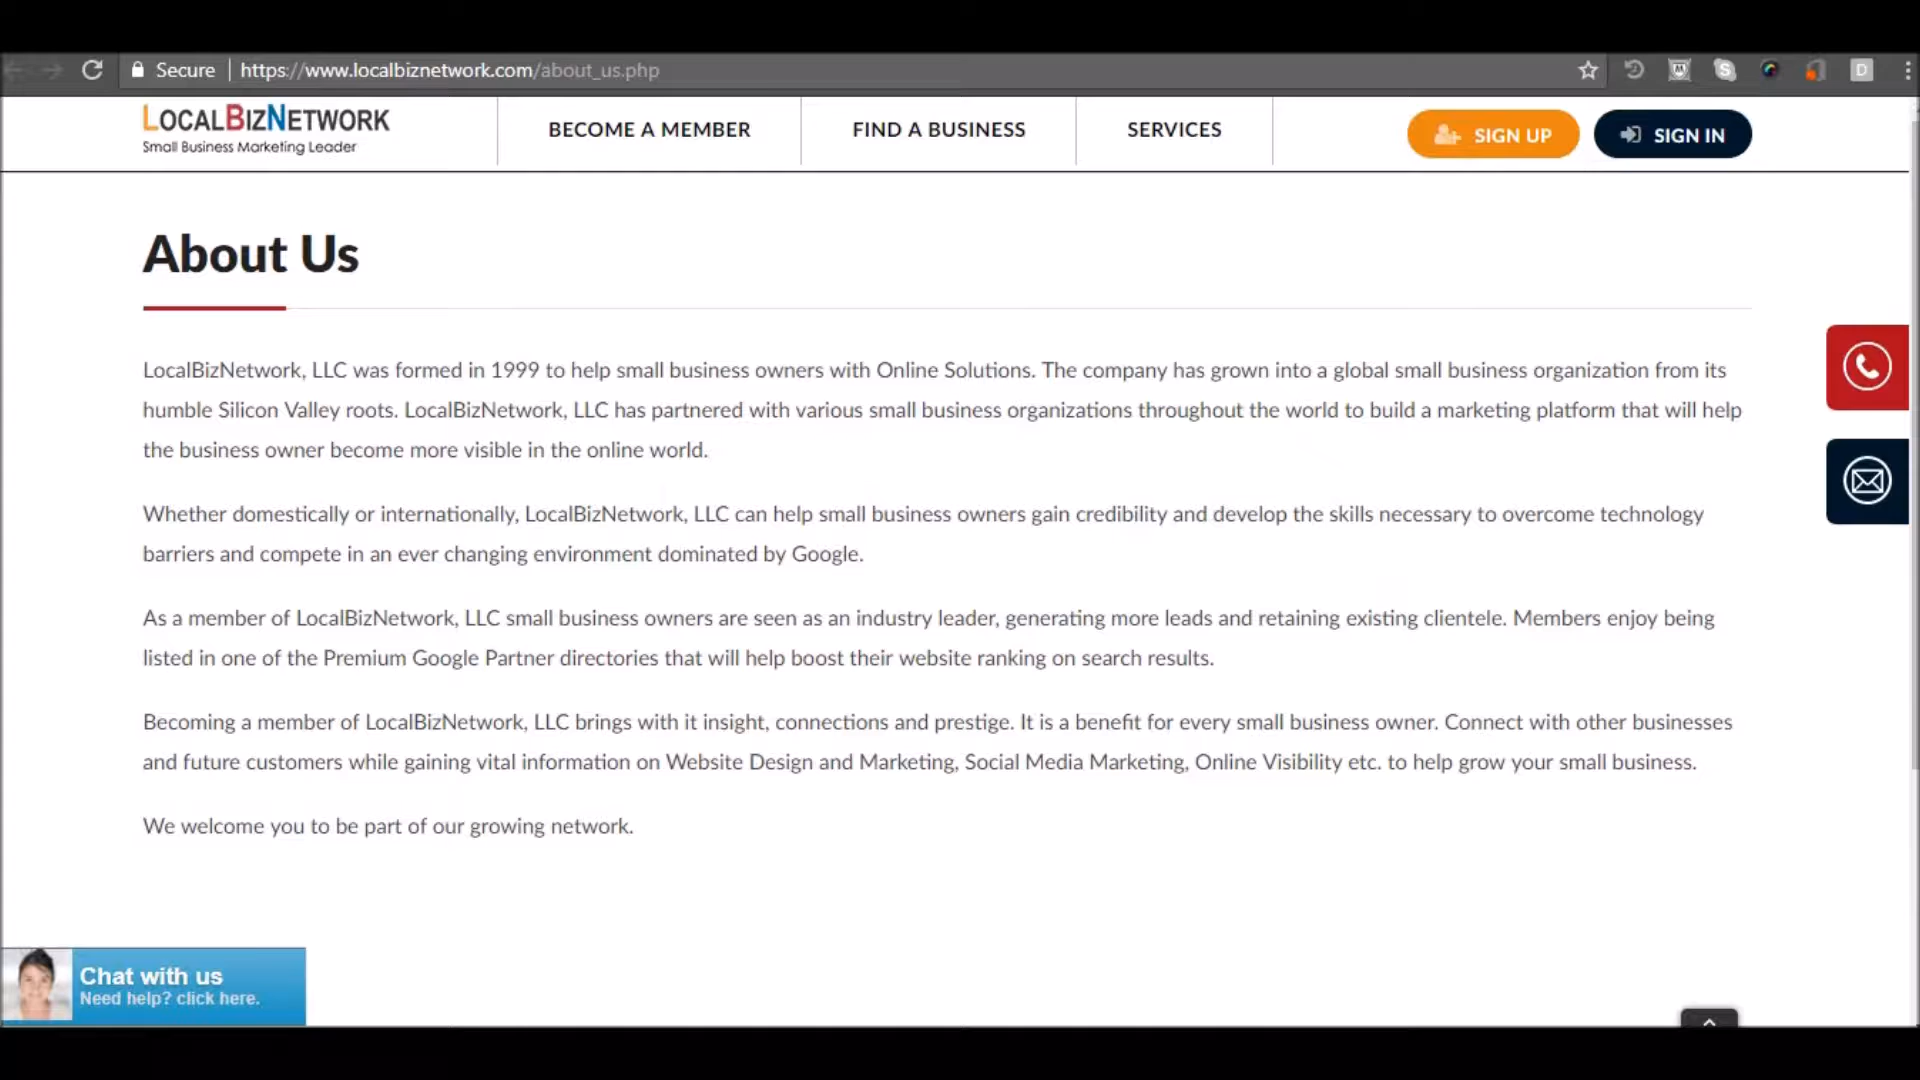 Secure https://www.localbiznetwork.com/about_us.php
D
LOCALBIZNETWORK
Small Business Marketing Leader
BECOME A MEMBER
FIND A BUSINESS
SERVICES
SIGN UP
SIGN IN
About Us
LocalBizNetwork, LLC was formed in 1999 to help small business owners with Online Solutions. The company has grown into a global small business organization from its
humble Silicon Valley roots. LocalBizNetwork, LLC has partnered with various small business organizations throughout the world to build a marketing platform that will help
the business owner become more visible in the online world.
Whether domestically or internationally, LocalBizNetwork, LLC can help small business owners gain credibility and develop the skills necessary to overcome technology
barriers and compete in an ever changing environment dominated by Google.
As a member of LocalBizNetwork, LLC small business owners are seen as an industry leader, generating more leads and retaining existing clientele. Members enjoy being
listed in one of the Premium Google Partner directories that will help boost their website ranking on search results.
Becoming a member of LocalBizNetwork, LLC brings with it insight, connections and prestige. It is a benefit for every small business owner. Connect with other businesses
and future customers while gaining vital information on Website Design and Marketing, Social Media Marketing, Online Visibility etc. to help grow your small business.
We welcome you to be part of our growing network.
Chat with us
Need help? click here.